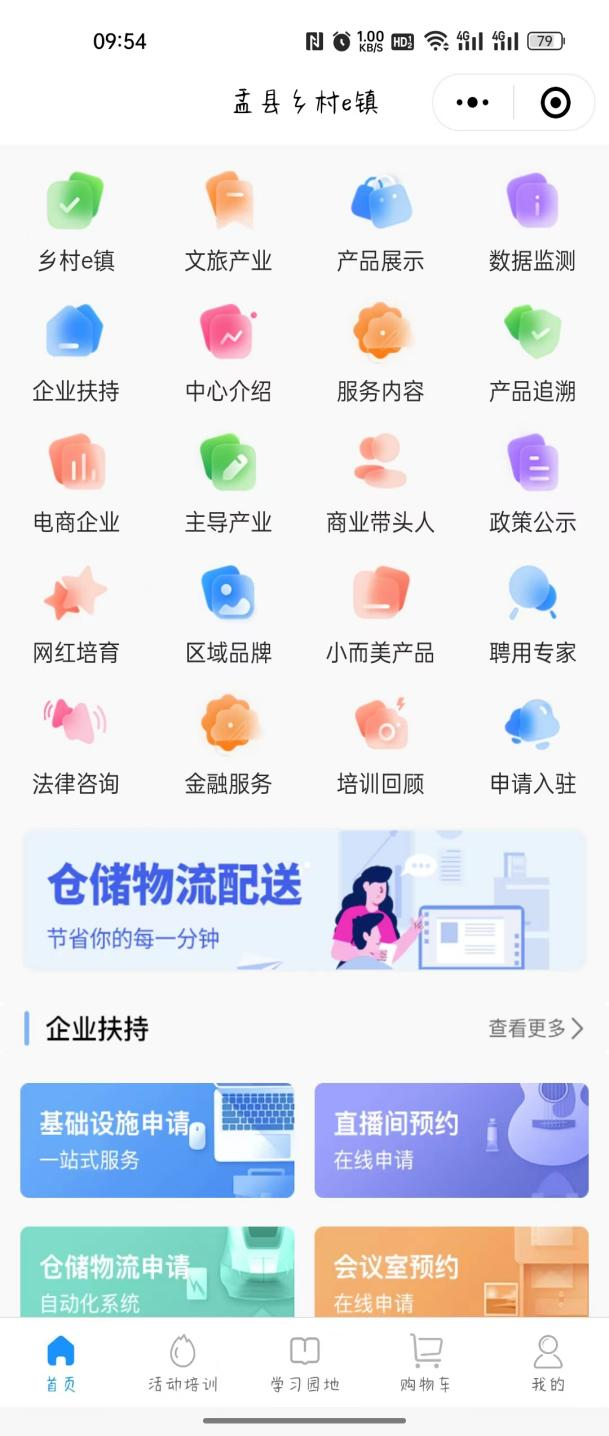 09:54
1.00 KB/S HD2 4G 4G 79
盂县乡村e镇
乡村e镇 文旅产业 产品展示 数据监测
企业扶持 中心介绍 服务内容 产品追溯
电商企业 主导产业 商业带头人 政策公示
网红培育 区域品牌 小而美产品 聘用专家
法律咨询 金融服务 培训回顾 申请入驻
仓储物流配送
节省你的每一分钟
企业扶持 查看更多
基础设施申请 直播间预约
一站式服务 在线申请
仓储物流申请 会议室预约
自动化系统 在线申请
首页 活动培训 学习园地 购物车 我的